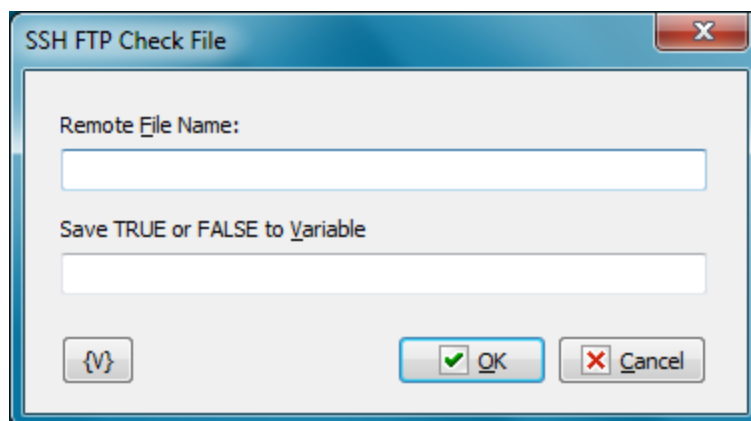 SSH FTP Check File
Remote File Name:
Save TRUE or FALSE to Variable
{V} OK Cancel